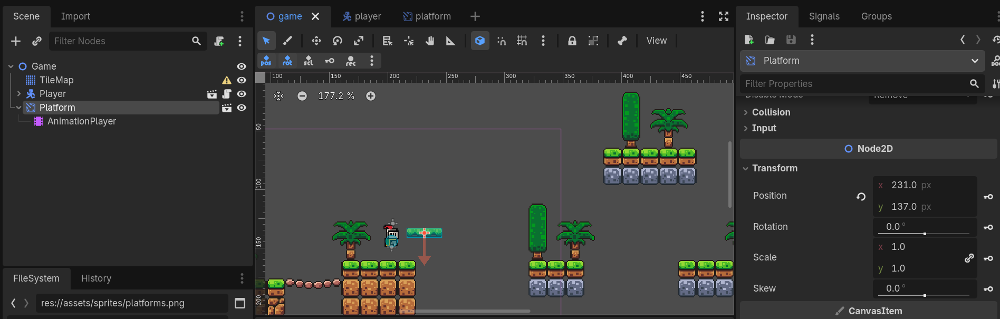 Scene Import
Filter Nodes
Game
TileMap
Player
Platform
AnimationPlayer
FileSystem History
res://assets/sprites/platforms.png
game player platform
View
pos rot scl rec
100 150 200 250 300 350 400 450
177.2 %
50
100
150
200
Inspector Signals Groups
Platform
Filter Properties
Disable Mode Remove
Collision
Input
Node2D
Transform
Position x 231.0 px
y 137.0 px
Rotation 0.0 °
Scale x 1.0
y 1.0
Skew 0.0 °
CanvasItem